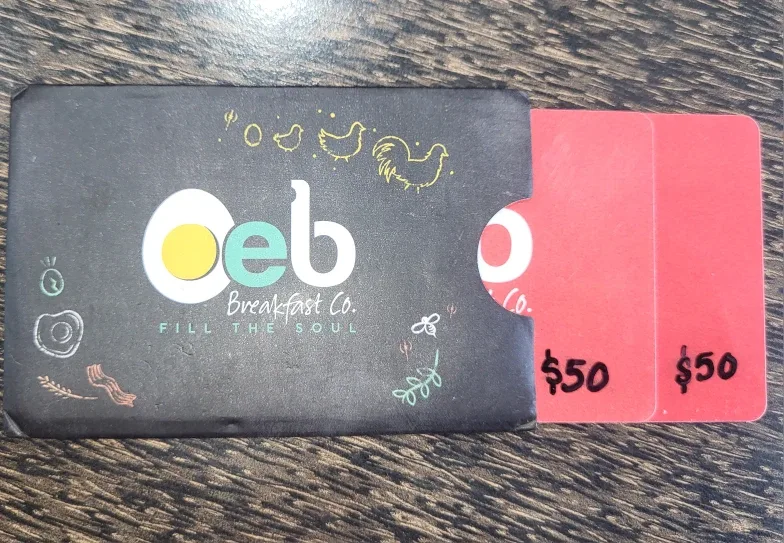 Oeb
Breakfast Co.
FILL THE SOUL
b
Co.
$50
$50